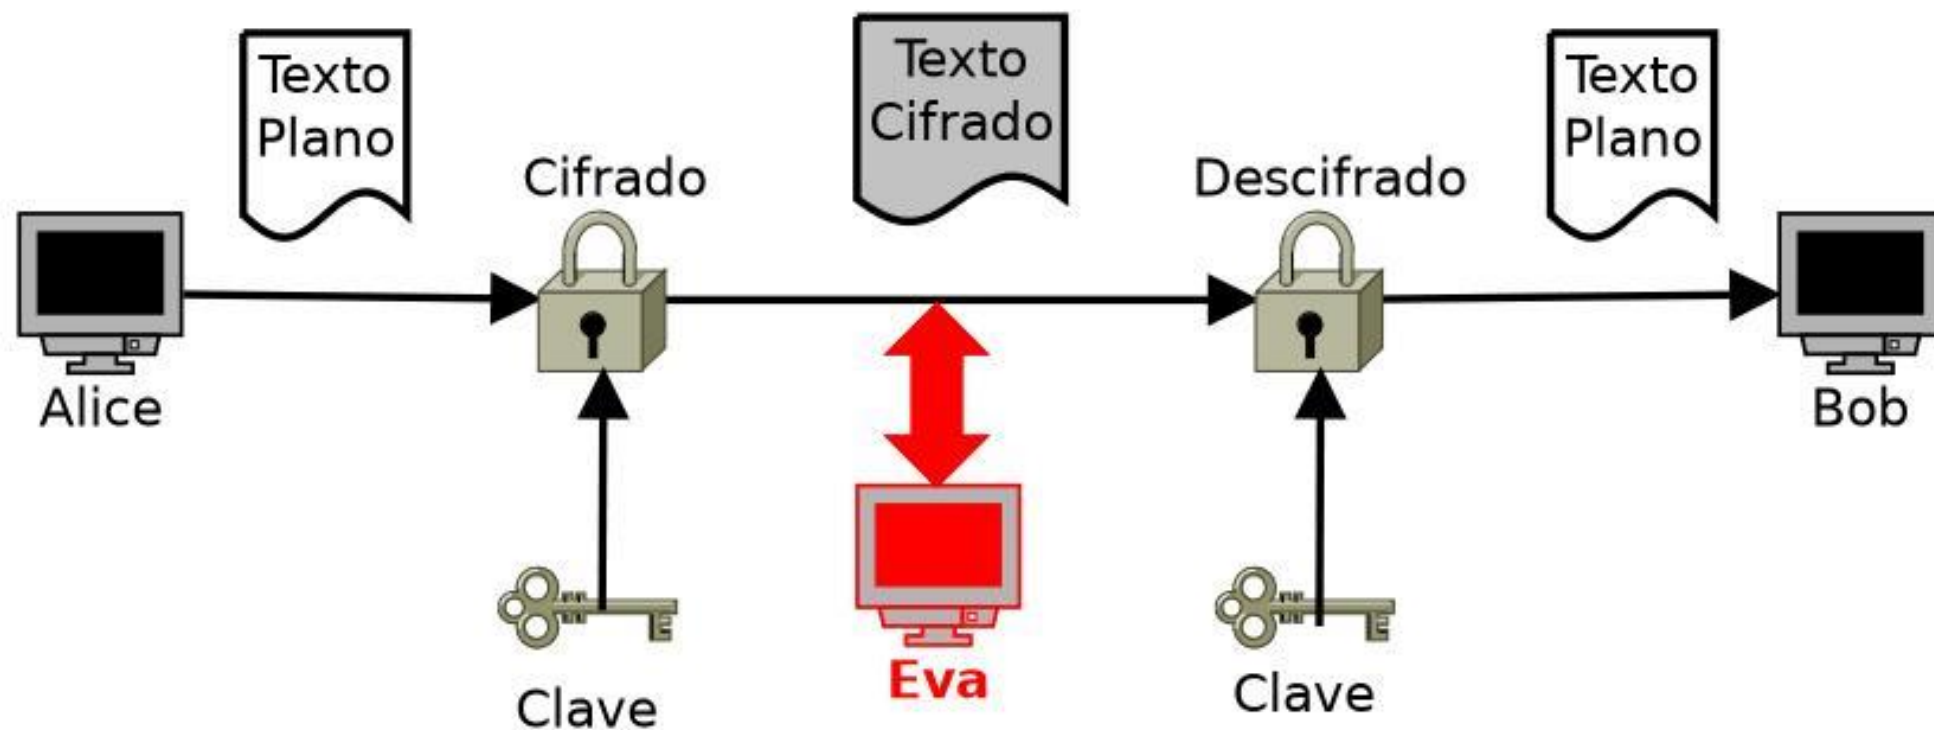 Texto
Plano
Cifrado
Texto
Cifrado
Descifrado
Texto
Plano
Alice
Bob
Clave
Eva
Clave